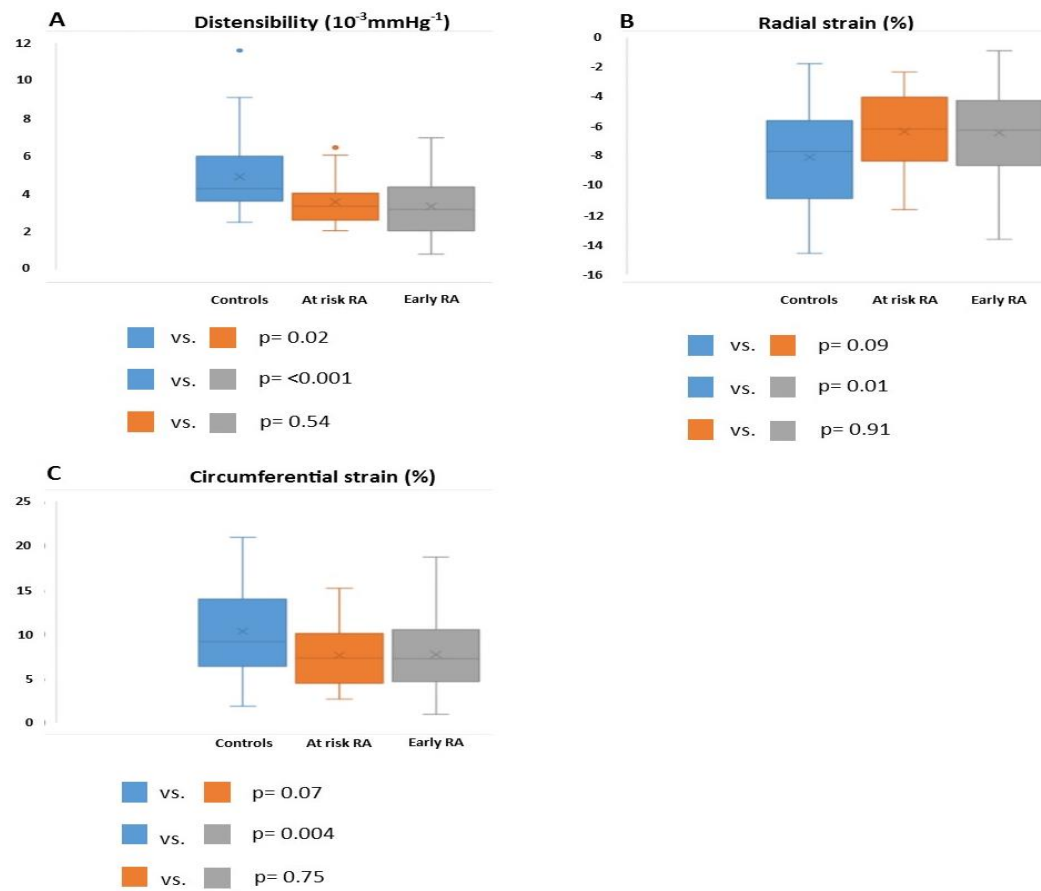 A
Distensibility (10-3mmHg-1)
12
10
8
6
4
2
0
Controls At risk RA Early RA
vs. p= 0.02
vs. p= <0.001
vs. p= 0.54
B
Radial strain (%)
0
-2
-4
-6
-8
-10
-12
-14
-16
Controls At risk RA Early RA
vs. p= 0.09
vs. p= 0.01
vs. p= 0.91
C
Circumferential strain (%)
25
20
15
10
5
0
Controls At risk RA Early RA
vs. p= 0.07
vs. p= 0.004
vs. p= 0.75